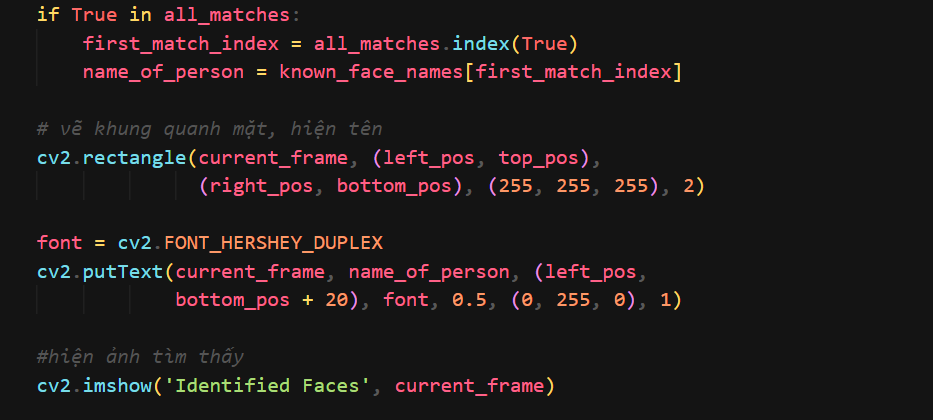 if True in all_matches:
    first_match_index = all_matches.index(True)
    name_of_person = known_face_names[first_match_index]
# vẽ khung quanh mặt, hiện tên
cv2.rectangle(current_frame, (left_pos, top_pos),
              (right_pos, bottom_pos), (255, 255, 255), 2)
font = cv2.FONT_HERSHEY_DUPLEX
cv2.putText(current_frame, name_of_person, (left_pos,
            bottom_pos + 20), font, 0.5, (0, 255, 0), 1)
#hiện ảnh tìm thấy
cv2.imshow('Identified Faces', current_frame)